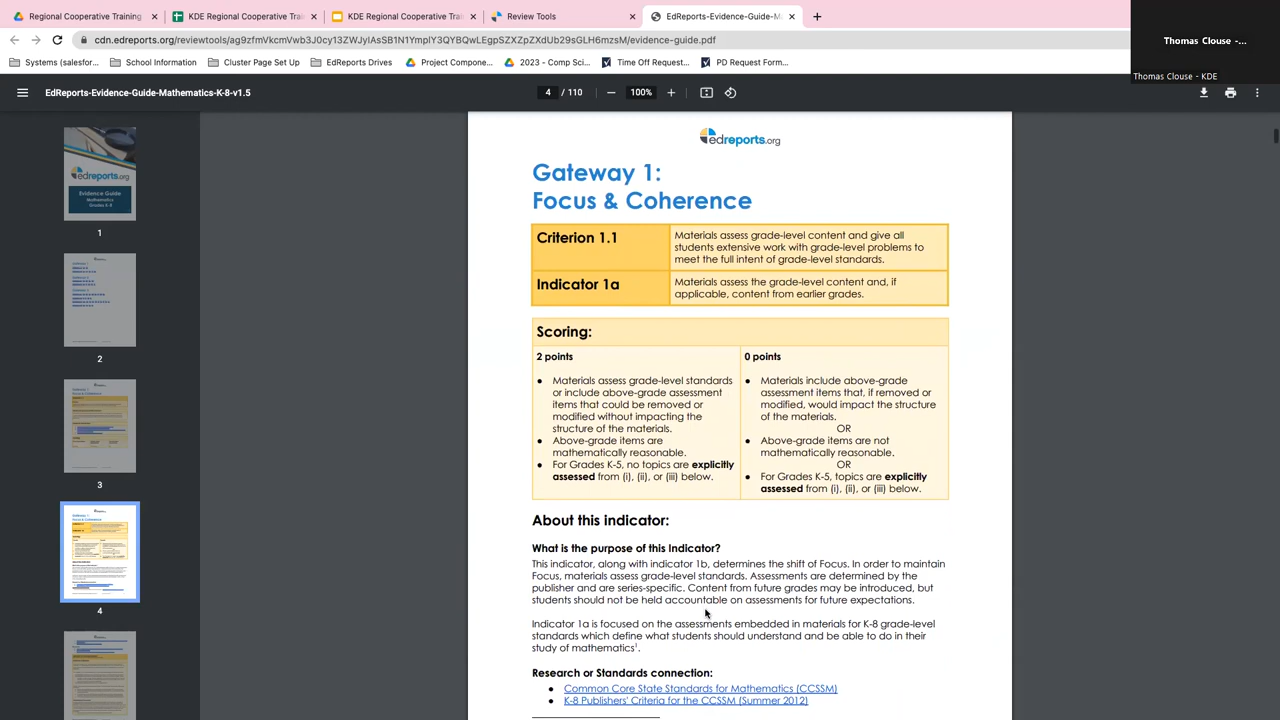 Regional Cooperative Training
KDE Regional Cooperative Trai
KDE Regional Cooperative Trai
Review Tools
EdReports-Evidence-Guide-M
Thomas Clouse -...
cdn.edreports.org/reviewtools/
/evidence-guide.pdf
Systems (salesfor...
School Information
Cluster Page Set Up
EdReports Drives
Project Compone...
2023 - Comp Sci...
Time Off Request...
PD Request Form...
Thomas Clouse - KDE
EdReports-Evidence-Guide-Mathematics-K-8-v1.5
4 / 110
100%
edreports.org
Gateway 1:
Focus & Coherence
Criterion 1.1
Materials assess grade-level content and give all
students extensive work with grade-level problems to
meet the full intent of grade-level standards.
Indicator 1a
Materials assess the grade-level content and, if
applicable, content from earlier grades.
Scoring:
2 points
● Materials assess grade-level standards
or include above-grade assessment
items that could be removed or
modified without impacting the
structure of the materials.
● Above-grade items are
mathematically reasonable.
● For Grades K-5, no topics are explicitly
assessed from (i), (ii), or (iii) below.
0 points
● Materials include above-grade
assessment items that, if removed or
modified, would impact the structure
of the materials.
OR
● Above-grade items are not
mathematically reasonable.
OR
● For Grades K-5, topics are explicitly
assessed from (i), (ii), or (iii) below.
About this indicator:
What is the purpose of this Indicator?
This indicator, along with indicator 1b, determines the shift of Focus. In order to maintain
Focus, materials assess grade-level standards. Assessments are determined by the
publisher and are series-specific. Content from future grades may be introduced, but
students should not be held accountable on assessments for future expectations.
Indicator 1a is focused on the assessments embedded in materials for K-8 grade-level
standards which define what students should understand and be able to do in their
study of mathematics¹.
Research or Standards connection:
● Common Core State Standards for Mathematics (CCSSM)
● K-8 Publishers' Criteria for the CCSSM (Summer 2012)
edreports.org
Evidence Guide
Mathematics
Grades K-8
1
2
3
4